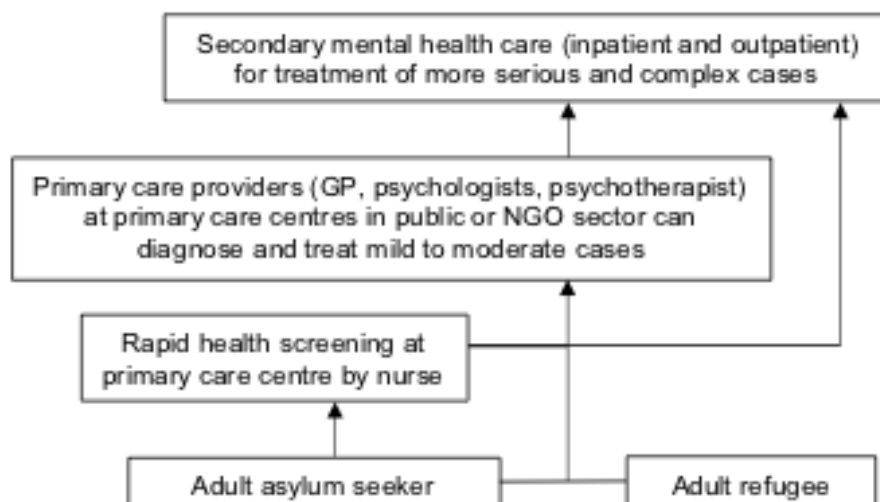 Secondary mental health care (inpatient and outpatient)
for treatment of more serious and complex cases
Primary care providers (GP, psychologists, psychotherapist)
at primary care centres in public or NGO sector can
diagnose and treat mild to moderate cases
Rapid health screening at
primary care centre by nurse
Adult asylum seeker
Adult refugee